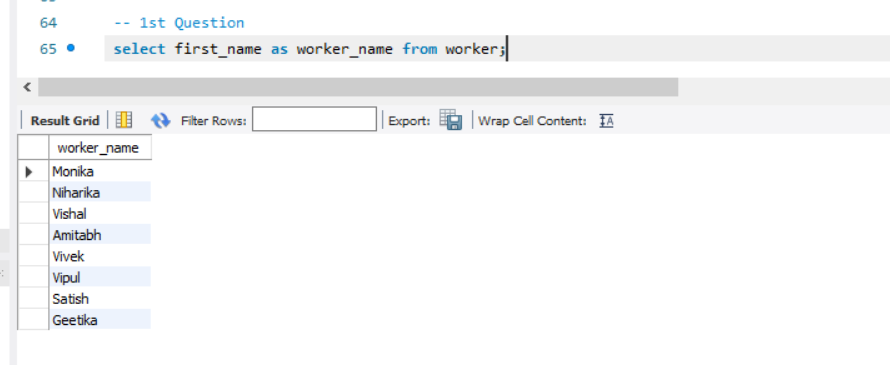 64 -- 1st Question
65 select first_name as worker_name from worker;
Result Grid Filter Rows: Export: Wrap Cell Content: IA
worker_name
Monika
Niharika
Vishal
Amitabh
Vivek
Vipul
Satish
Geetika